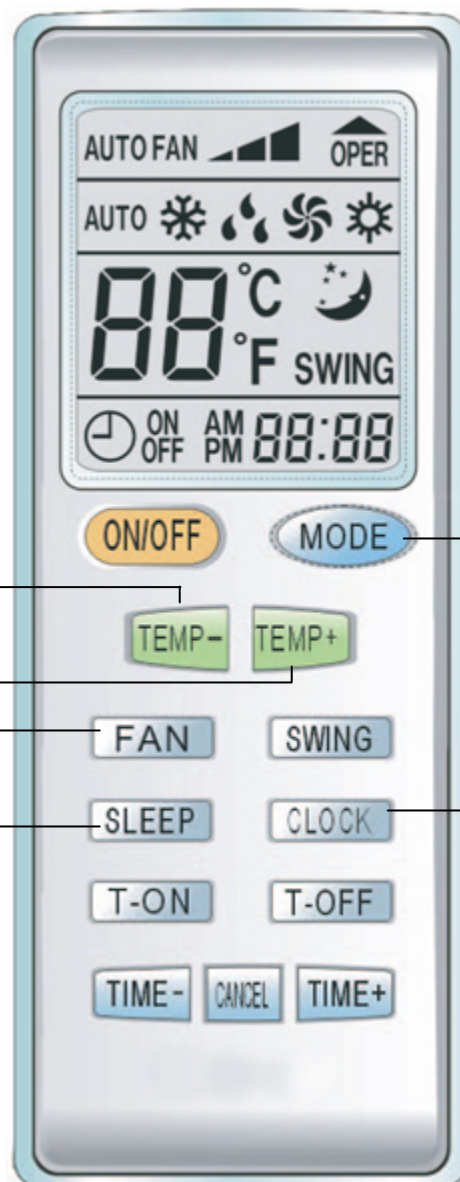 AUTO FAN OPER
AUTO
88 °C
°F SWING
ON AM
OFF PM 88:88
ON/OFF MODE
TEMP- TEMP+
FAN SWING
SLEEP CLOCK
T-ON T-OFF
TIME- CANCEL TIME+